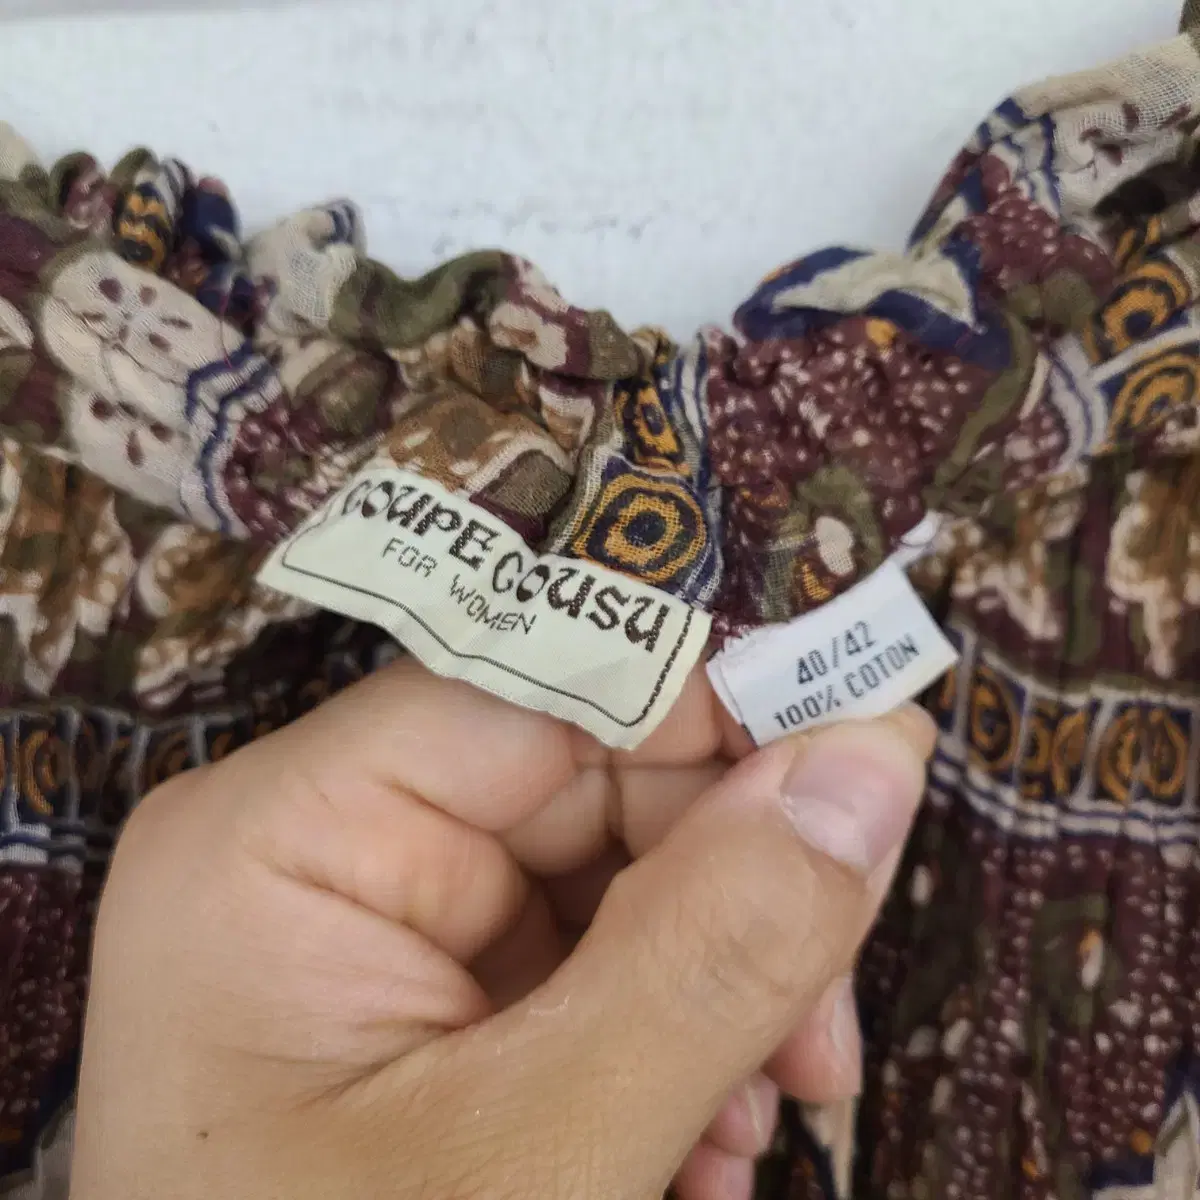 COUPE COUSU
FOR WOMEN
40/42
100% COTON